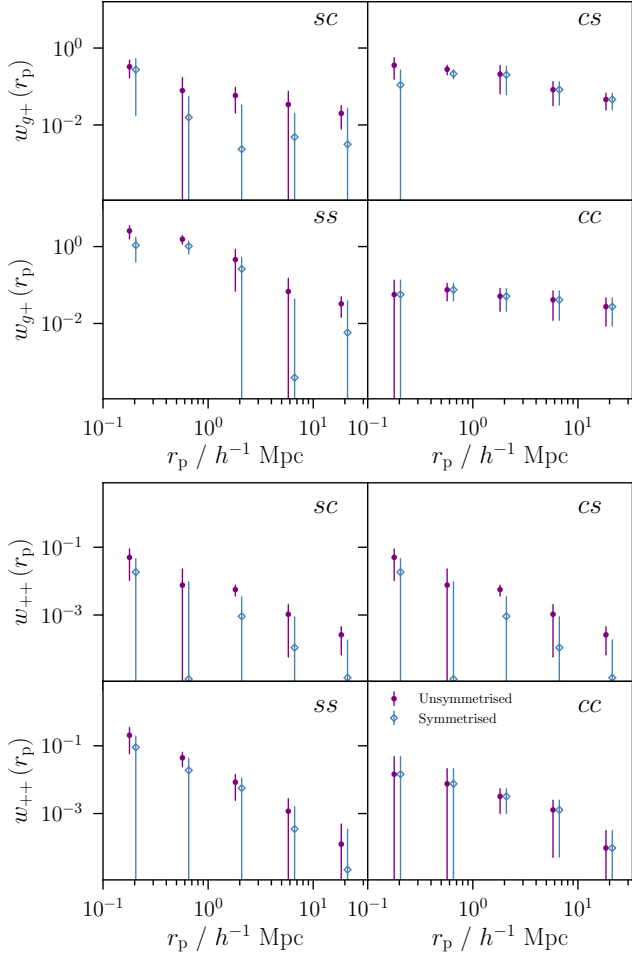 sc
cs
10^0
10^{-2}
w_{g+}(r_p)
ss
cc
10^0
10^{-2}
w_{g+}(r_p)
10^{-1} 10^0 10^1 10^0 10^1
r_p / h^{-1} Mpc r_p / h^{-1} Mpc
sc
cs
10^{-1}
10^{-3}
w_{++}(r_p)
ss
Unsymmetrised
Symmetrised
cc
10^{-1}
10^{-3}
w_{++}(r_p)
10^{-1} 10^0 10^1 10^{-1} 10^0 10^1
r_p / h^{-1} Mpc r_p / h^{-1} Mpc